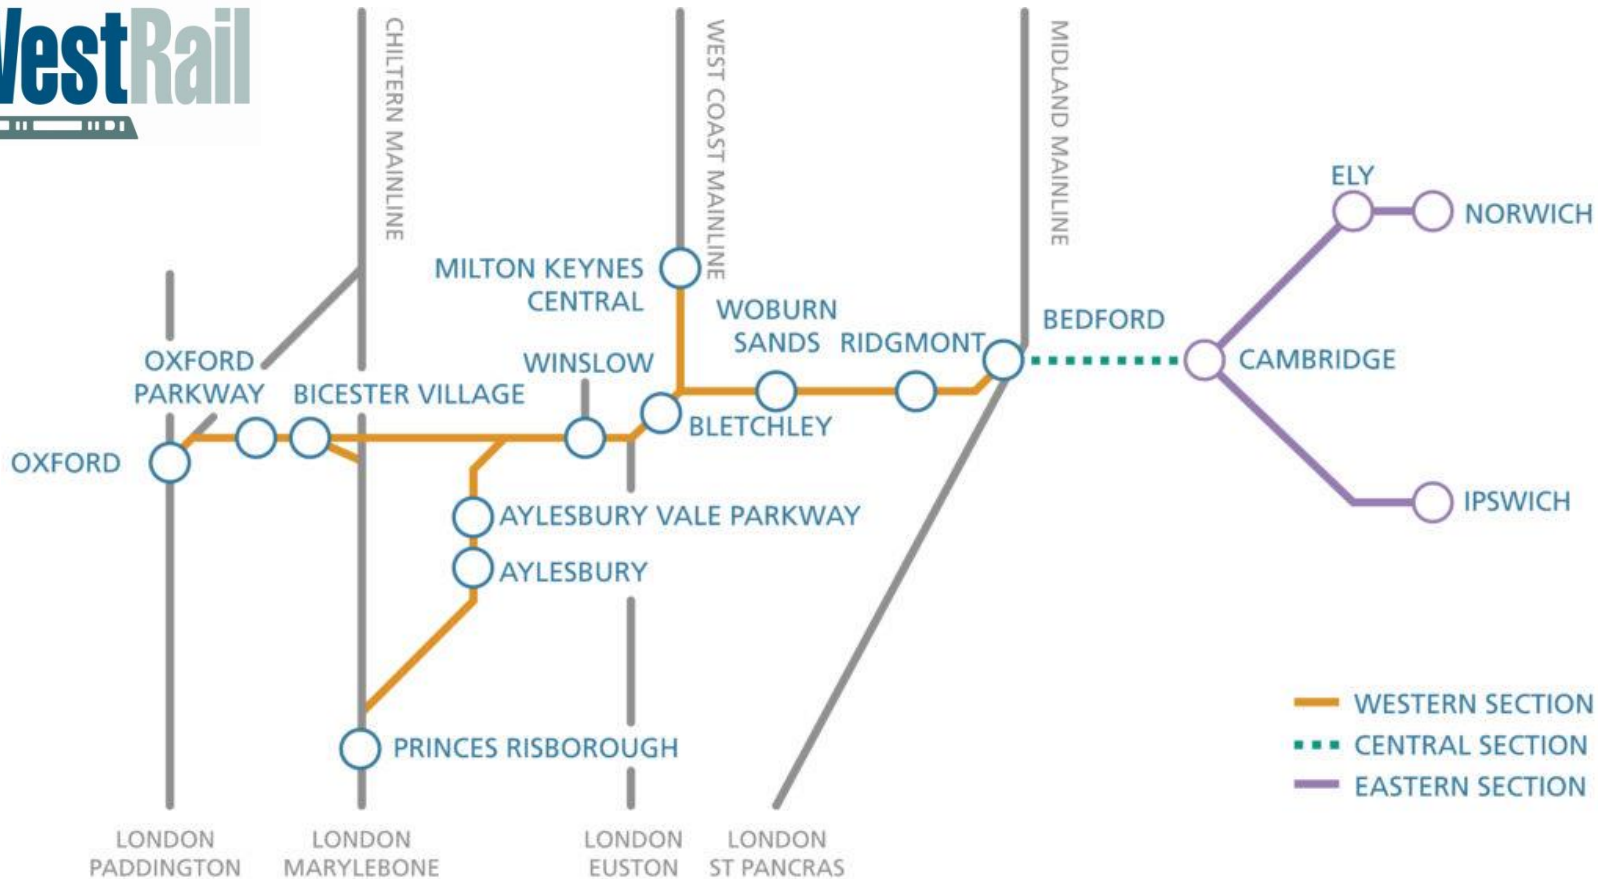 WestRail
CHILTERN MAINLINE
WEST COAST MAINLINE
MIDLAND MAINLINE
ELY
NORWICH
MILTON KEYNES
CENTRAL
WOBURN
SANDS
RIDGMONT
BEDFORD
CAMBRIDGE
OXFORD
PARKWAY
BICESTER VILLAGE
WINSLOW
BLETCHLEY
OXFORD
AYLESBURY VALE PARKWAY
AYLESBURY
IPSWICH
PRINCES RISBOROUGH
WESTERN SECTION
CENTRAL SECTION
EASTERN SECTION
LONDON
PADDINGTON
LONDON
MARYLEBONE
LONDON
EUSTON
LONDON
ST PANCRAS